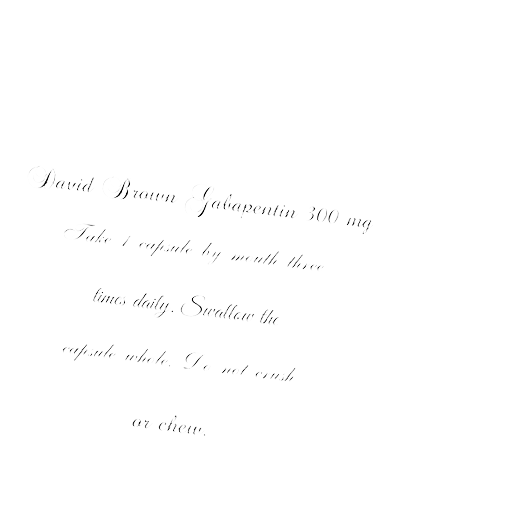 David Brown Gabapentin 300 mg
Take 1 capsule by mouth three
times daily. Swallow the
capsule whole. Do not crush
or chew.